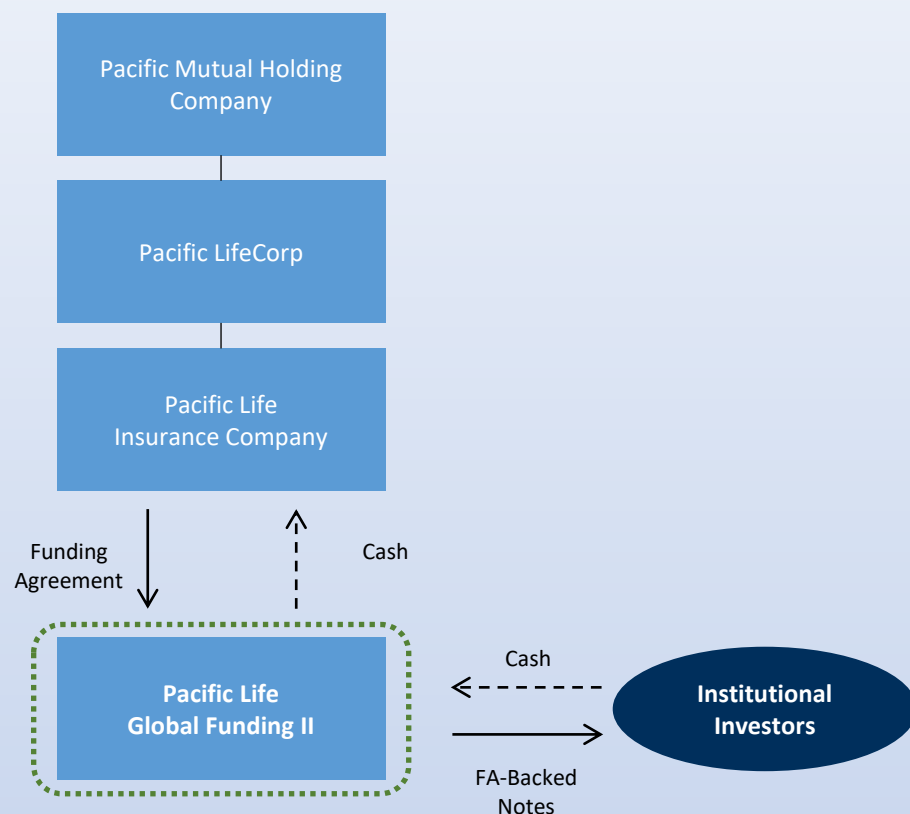 Pacific Mutual Holding
Company
Pacific LifeCorp
Pacific Life
Insurance Company
Funding
Agreement
Cash
Pacific Life
Global Funding II
Cash
FA-Backed
Notes
Institutional
Investors